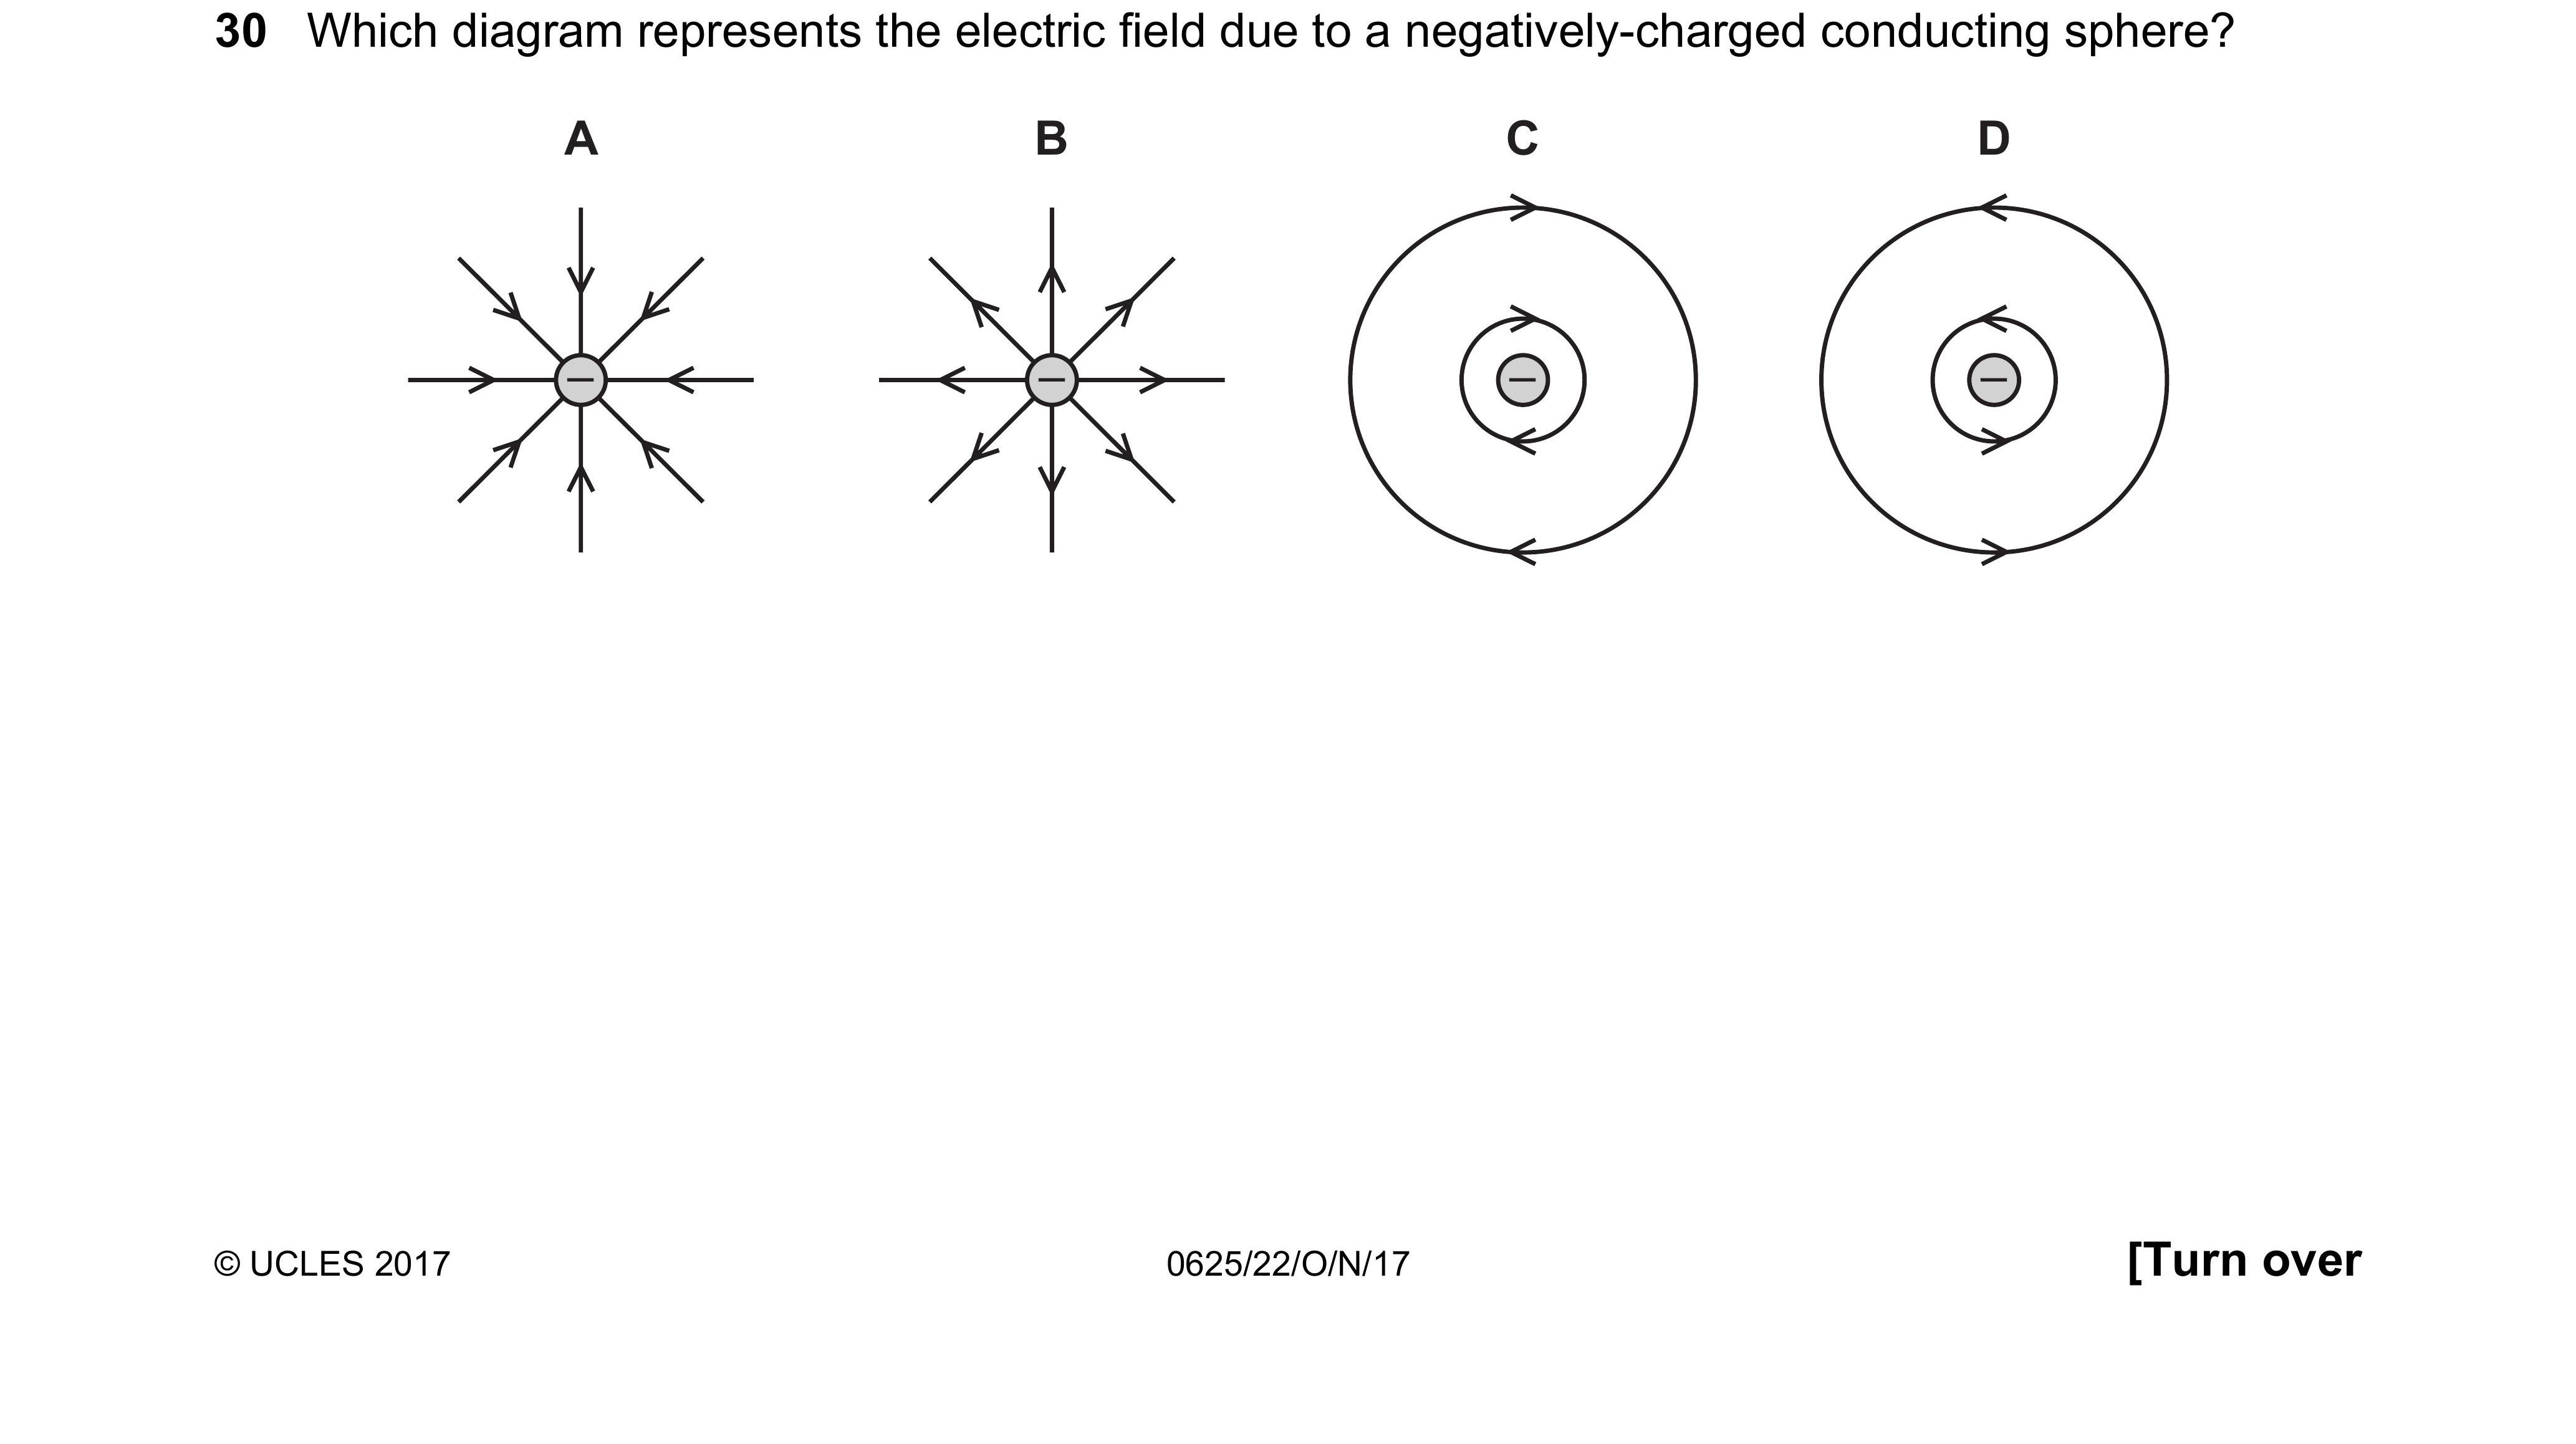 30 Which diagram represents the electric field due to a negatively-charged conducting sphere?
A B C D
– – – –
© UCLES 2017 0625/22/O/N/17 [Turn over